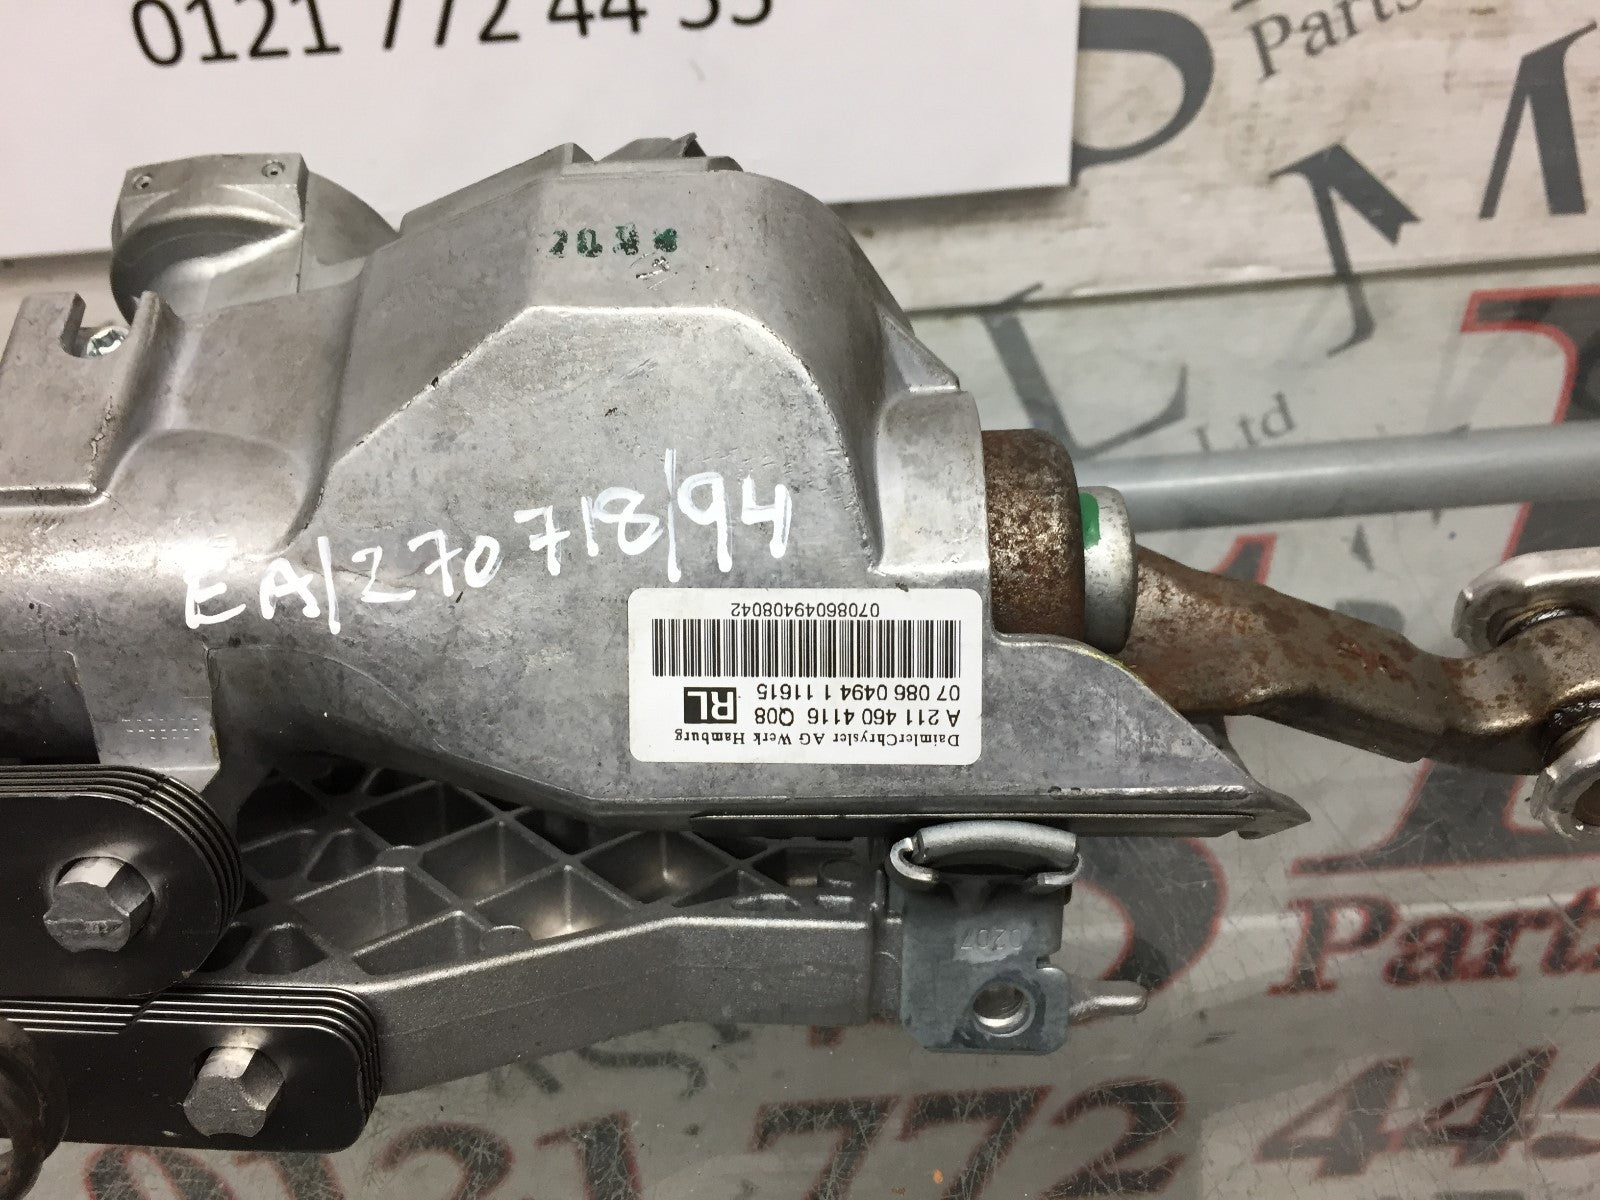 0121 772 44 55
Parts
Ltd
EA/270718/94
DaimlerChrysler AG Werk Hamburg
A 211 460 4116 Q08
07 086 0494 1 11615
RL
07086049408042
0207
Parts
0121 772 445